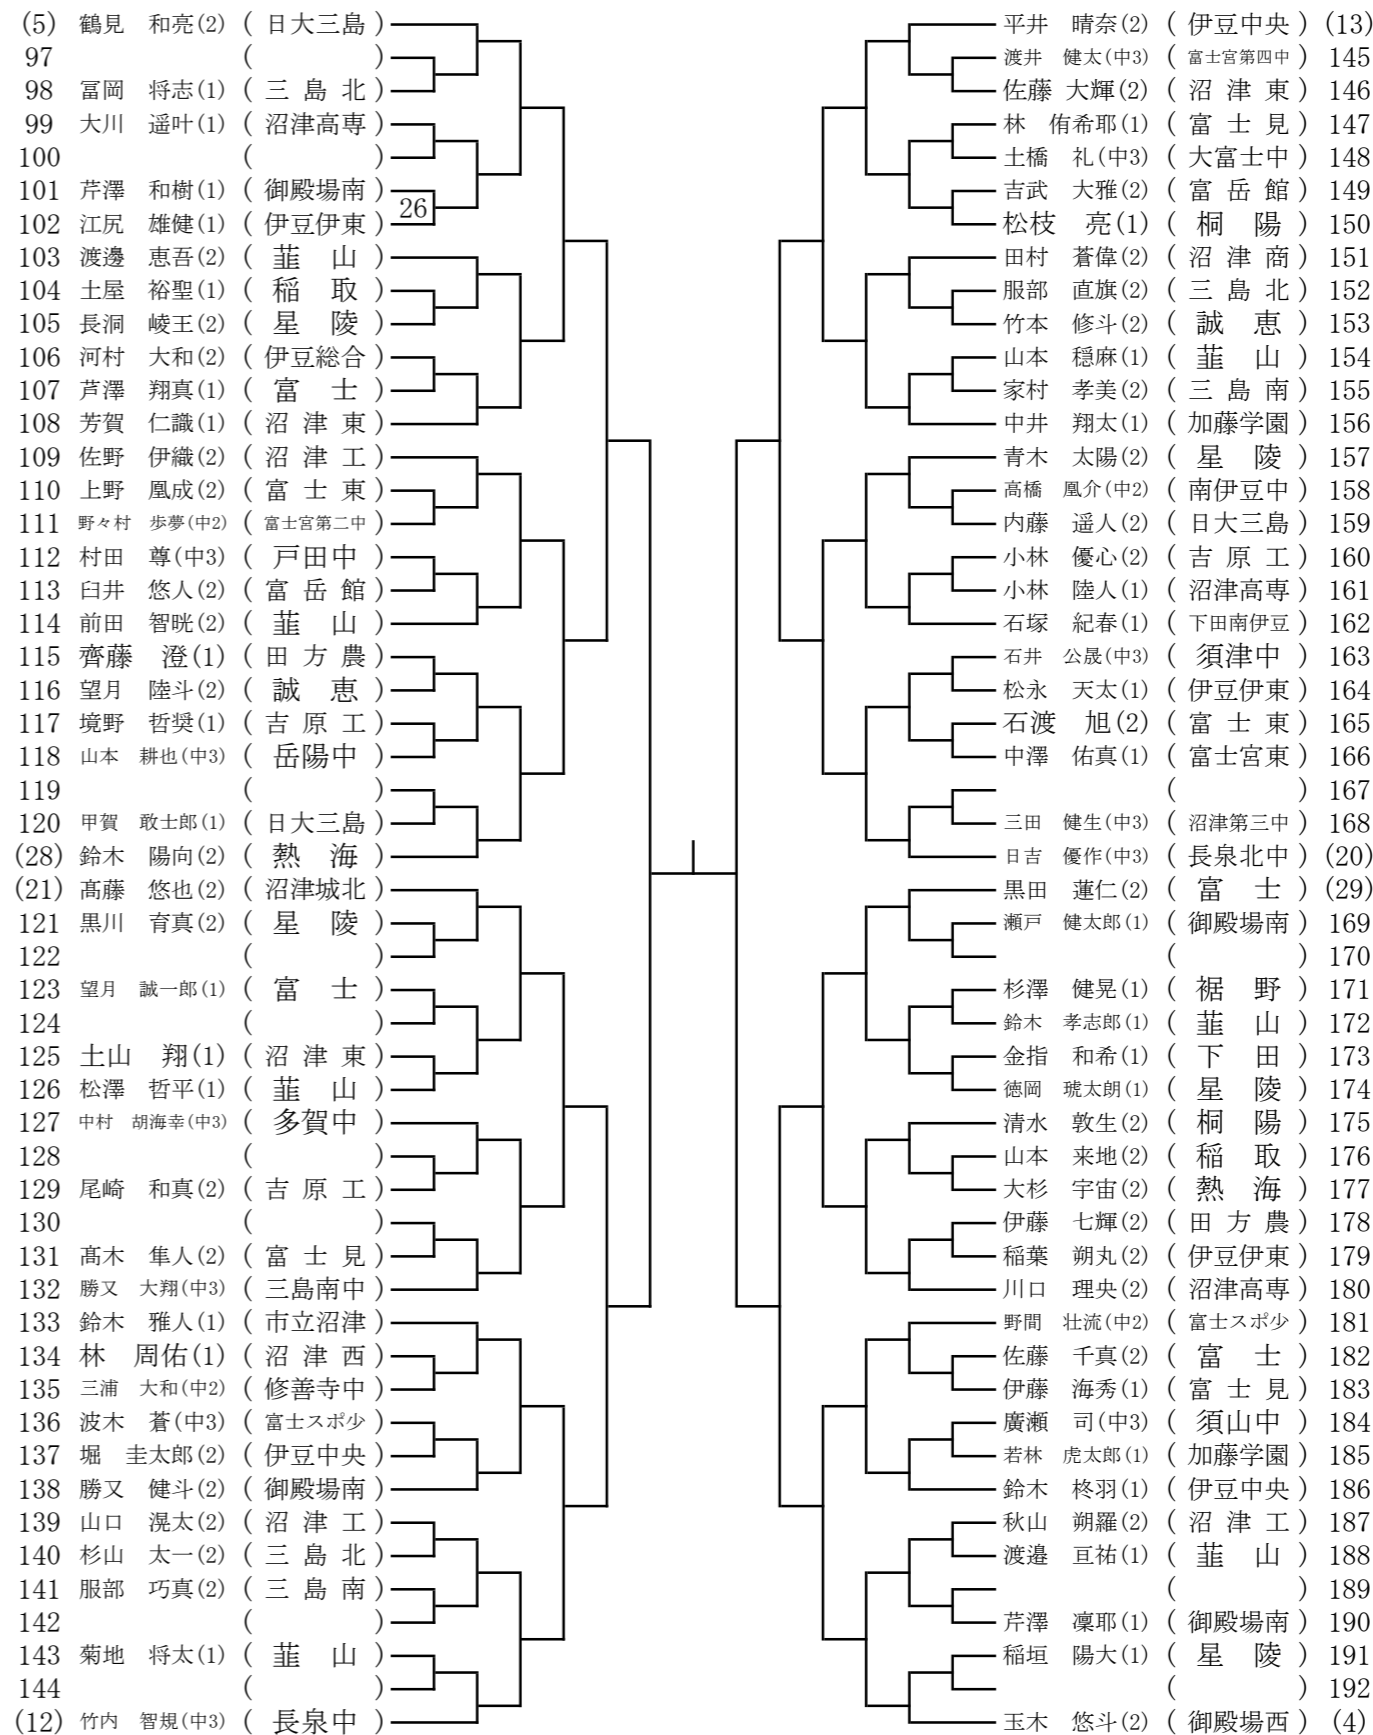 (5) 鶴見 和亮(2) ( 日大三島 )
97 ( )
98 冨岡 将志(1) ( 三 島 北 )
99 大川 遥叶(1) ( 沼津高専 )
100 ( )
101 芹澤 和樹(1) ( 御殿場南 )
26
102 江尻 雄健(1) ( 伊豆伊東 )
103 渡邊 恵吾(2) ( 韮 山 )
104 土屋 裕聖(1) ( 稲 取 )
105 長洞 崚王(2) ( 星 陵 )
106 河村 大和(2) ( 伊豆総合 )
107 芦澤 翔真(1) ( 富 士 )
108 芳賀 仁識(1) ( 沼 津 東 )
109 佐野 伊織(2) ( 沼 津 工 )
110 上野 凰成(2) ( 富 士 東 )
111 野々村 歩夢(中2) ( 富士宮第二中 )
112 村田 尊(中3) ( 戸田中 )
113 臼井 悠人(2) ( 富 岳 館 )
114 前田 智晄(2) ( 韮 山 )
115 齊藤 澄(1) ( 田 方 農 )
116 望月 陸斗(2) ( 誠 恵 )
117 境野 哲奨(1) ( 吉 原 工 )
118 山本 耕也(中3) ( 岳陽中 )
119 ( )
120 甲賀 敢士郎(1) ( 日大三島 )
(28) 鈴木 陽向(2) ( 熱 海 )
(21) 髙藤 悠也(2) ( 沼津城北 )
121 黒川 育真(2) ( 星 陵 )
122 ( )
123 望月 誠一郎(1) ( 富 士 )
124 ( )
125 土山 翔(1) ( 沼 津 東 )
126 松澤 哲平(1) ( 韮 山 )
127 中村 胡海幸(中3) ( 多賀中 )
128 ( )
129 尾崎 和真(2) ( 吉 原 工 )
130 ( )
131 髙木 隼人(2) ( 富 士 見 )
132 勝又 大翔(中3) ( 三島南中 )
133 鈴木 雅人(1) ( 市立沼津 )
134 林 周佑(1) ( 沼 津 西 )
135 三浦 大和(中2) ( 修善寺中 )
136 波木 蒼(中3) ( 富士スポ少 )
137 堀 圭太郎(2) ( 伊豆中央 )
138 勝又 健斗(2) ( 御殿場南 )
139 山口 滉太(2) ( 沼 津 工 )
140 杉山 太一(2) ( 三 島 北 )
141 服部 巧真(2) ( 三 島 南 )
142 ( )
143 菊地 将太(1) ( 韮 山 )
144 ( )
(12) 竹内 智規(中3) ( 長泉中 )
平井 晴奈(2) ( 伊豆中央 ) (13)
渡井 健太(中3) ( 富士宮第四中 ) 145
佐藤 大輝(2) ( 沼 津 東 ) 146
林 侑希耶(1) ( 富 士 見 ) 147
土橋 礼(中3) ( 大富士中 ) 148
吉武 大雅(2) ( 富 岳 館 ) 149
松枝 亮(1) ( 桐 陽 ) 150
田村 蒼偉(2) ( 沼 津 商 ) 151
服部 直旗(2) ( 三 島 北 ) 152
竹本 修斗(2) ( 誠 恵 ) 153
山本 穏麻(1) ( 韮 山 ) 154
家村 孝美(2) ( 三 島 南 ) 155
中井 翔太(1) ( 加藤学園 ) 156
青木 太陽(2) ( 星 陵 ) 157
高橋 凰介(中2) ( 南伊豆中 ) 158
内藤 遥人(2) ( 日大三島 ) 159
小林 優心(2) ( 吉 原 工 ) 160
小林 陸人(1) ( 沼津高専 ) 161
石塚 紀春(1) ( 下田南伊豆 ) 162
石井 公晟(中3) ( 須津中 ) 163
松永 天太(1) ( 伊豆伊東 ) 164
石渡 旭(2) ( 富 士 東 ) 165
中澤 佑真(1) ( 富士宮東 ) 166
( ) 167
三田 健生(中3) ( 沼津第三中 ) 168
日吉 優作(中3) ( 長泉北中 ) (20)
黒田 蓮仁(2) ( 富 士 ) (29)
瀬戸 健太郎(1) ( 御殿場南 ) 169
( ) 170
杉澤 健晃(1) ( 裾 野 ) 171
鈴木 孝志郎(1) ( 韮 山 ) 172
金指 和希(1) ( 下 田 ) 173
徳岡 琥太朗(1) ( 星 陵 ) 174
清水 敦生(2) ( 桐 陽 ) 175
山本 来地(2) ( 稲 取 ) 176
大杉 宇宙(2) ( 熱 海 ) 177
伊藤 七輝(2) ( 田 方 農 ) 178
稲葉 朔丸(2) ( 伊豆伊東 ) 179
川口 理央(2) ( 沼津高専 ) 180
野間 壮流(中2) ( 富士スポ少 ) 181
佐藤 千真(2) ( 富 士 ) 182
伊藤 海秀(1) ( 富 士 見 ) 183
廣瀬 司(中3) ( 須山中 ) 184
若林 虎太郎(1) ( 加藤学園 ) 185
鈴木 柊羽(1) ( 伊豆中央 ) 186
秋山 朔羅(2) ( 沼 津 工 ) 187
渡邉 亘祐(1) ( 韮 山 ) 188
( ) 189
芹澤 凜耶(1) ( 御殿場南 ) 190
稲垣 陽大(1) ( 星 陵 ) 191
( ) 192
玉木 悠斗(2) ( 御殿場西 ) (4)